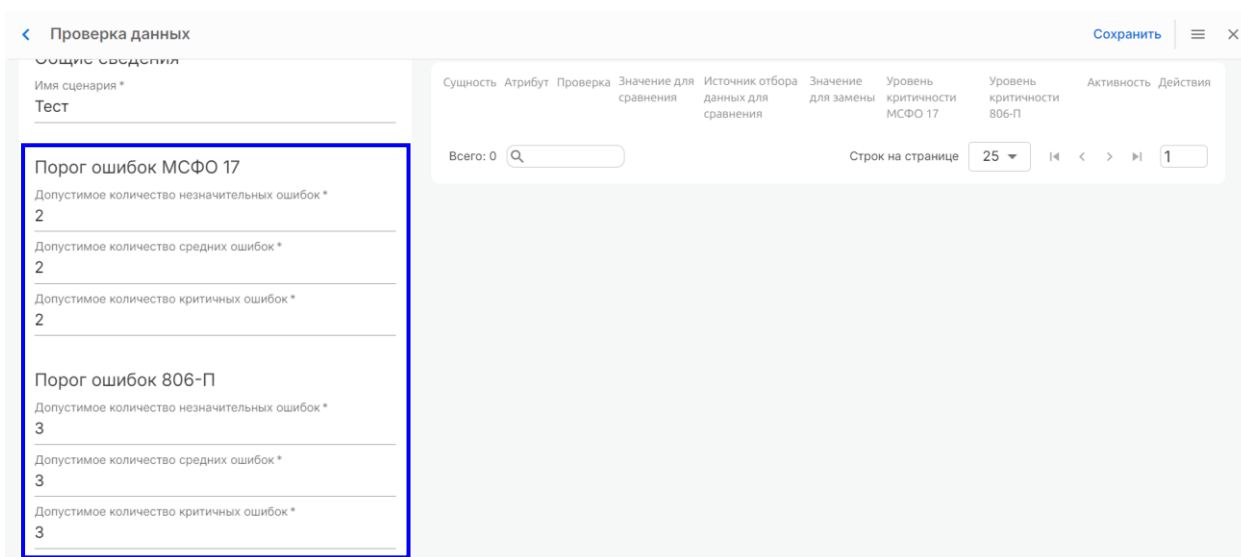 Проверка данных
Сохранить
Общие сведения
Имя сценария *
Тест
Порог ошибок МСФО 17
Допустимое количество незначительных ошибок *
2
Допустимое количество средних ошибок *
2
Допустимое количество критичных ошибок *
2
Порог ошибок 806-П
Допустимое количество незначительных ошибок *
3
Допустимое количество средних ошибок *
3
Допустимое количество критичных ошибок *
3
Сущность Атрибут Проверка Значение для Источник отбора Значение Уровень Уровень Активность Действия
сравнения данных для для замены критичности критичности
сравнения МСФО 17 806-П
Всего: 0 Строк на странице 25 1